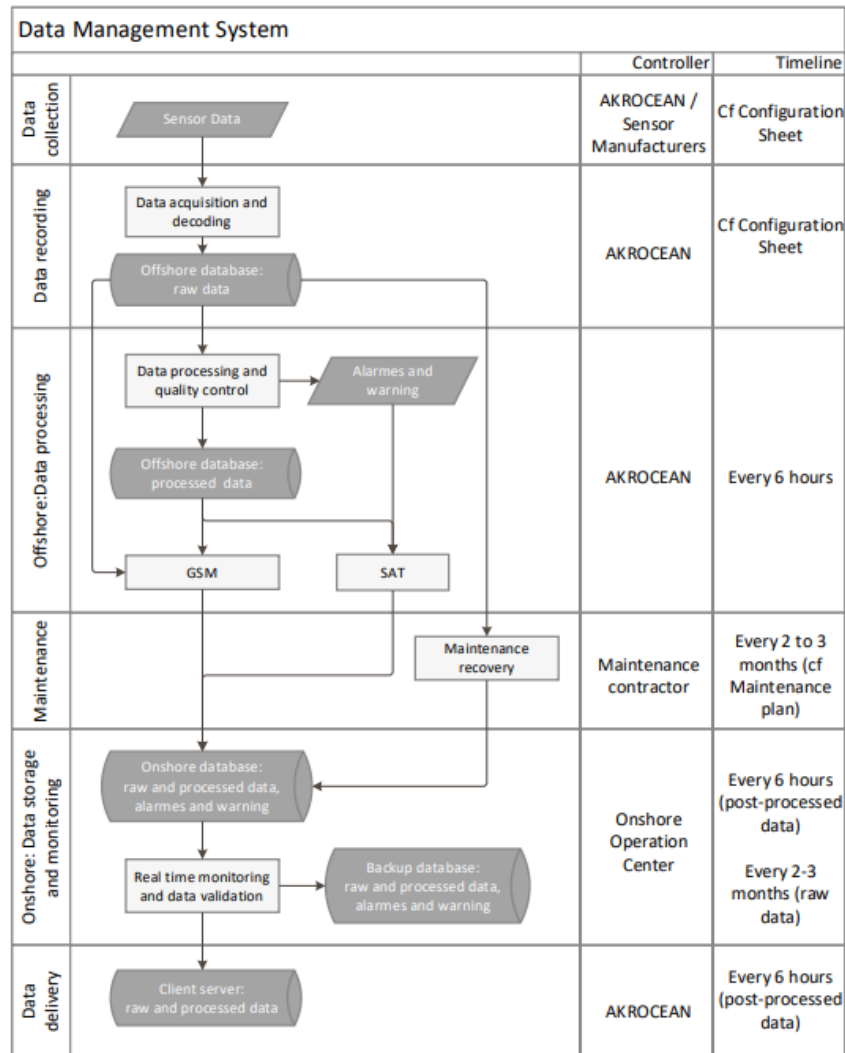 Data Management System
Controller
Timeline
Data
collection
Sensor Data
AKROCEAN /
Sensor
Manufacturers
Cf Configuration
Sheet
Data recording
Data acquisition and
decoding
Offshore database:
raw data
AKROCEAN
Cf Configuration
Sheet
Offshore:Data processing
Data processing and
quality control
Alarmes and
warning
Offshore database:
processed data
GSM
SAT
AKROCEAN
Every 6 hours
Maintenance
Maintenance
recovery
Maintenance
contractor
Every 2 to 3
months (cf
Maintenance
plan)
Onshore: Data storage
and monitoring
Onshore database:
raw and processed data,
alarmes and warning
Real time monitoring
and data validation
Backup database:
raw and processed data,
alarmes and warning
Onshore
Operation
Center
Every 6 hours
(post-processed
data)
Every 2-3
months (raw
data)
Data
delivery
Client server:
raw and processed data
AKROCEAN
Every 6 hours
(post-processed
data)